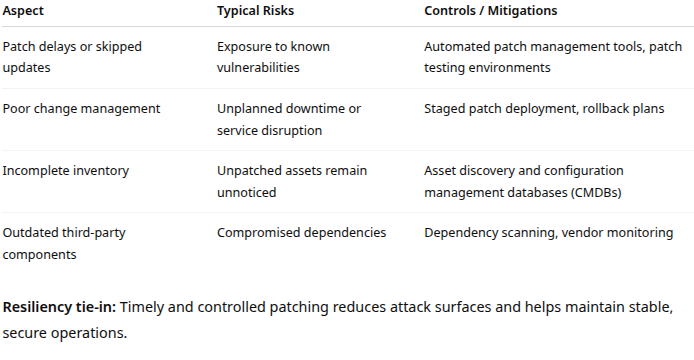 Aspect Typical Risks Controls / Mitigations
Patch delays or skipped Exposure to known Automated patch management tools, patch
updates vulnerabilities testing environments
Poor change management Unplanned downtime or Staged patch deployment, rollback plans
service disruption
Incomplete inventory Unpatched assets remain Asset discovery and configuration
unnoticed management databases (CMDBs)
Outdated third-party Compromised dependencies Dependency scanning, vendor monitoring
components
Resiliency tie-in: Timely and controlled patching reduces attack surfaces and helps maintain stable,
secure operations.